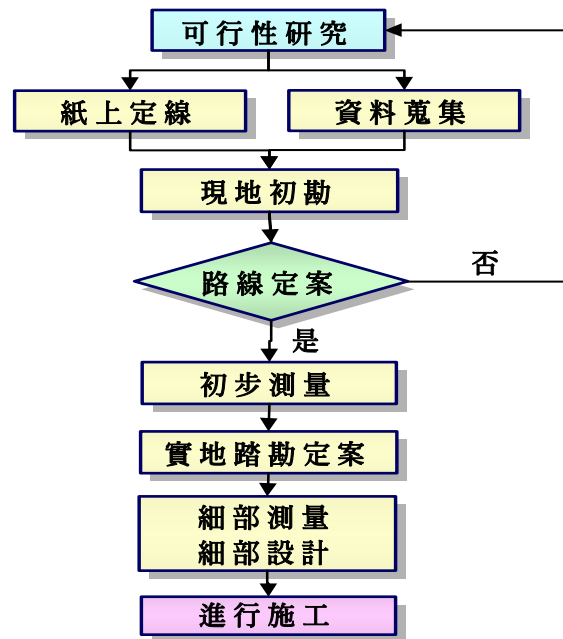 可行性研究
紙上定線
資料蒐集
現地初勘
路線定案
否
是
初步測量
實地踏勘定案
細部測量
細部設計
進行施工